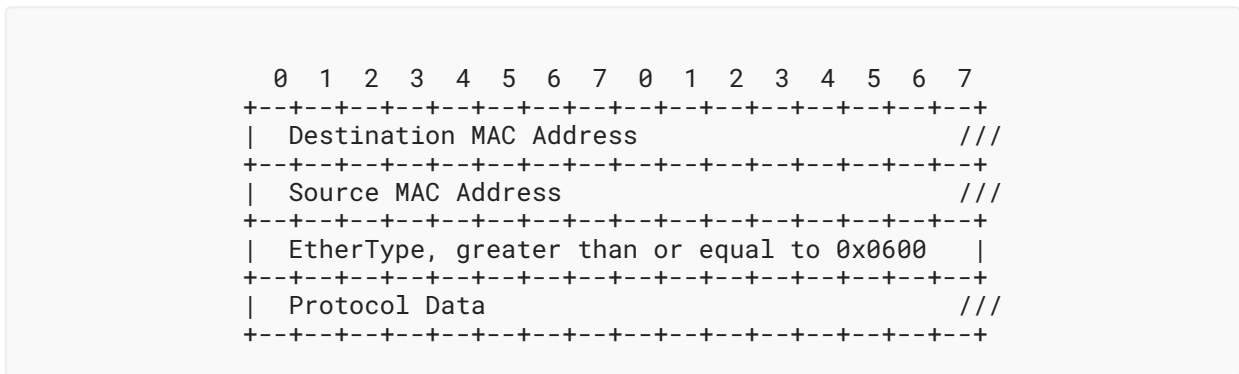 0  1  2  3  4  5  6  7  0  1  2  3  4  5  6  7
+--+--+--+--+--+--+--+--+--+--+--+--+--+--+--+--+
|  Destination MAC Address                     ///
+--+--+--+--+--+--+--+--+--+--+--+--+--+--+--+--+
|  Source MAC Address                          ///
+--+--+--+--+--+--+--+--+--+--+--+--+--+--+--+--+
|  EtherType, greater than or equal to 0x0600   |
+--+--+--+--+--+--+--+--+--+--+--+--+--+--+--+--+
|  Protocol Data                               ///
+--+--+--+--+--+--+--+--+--+--+--+--+--+--+--+--+